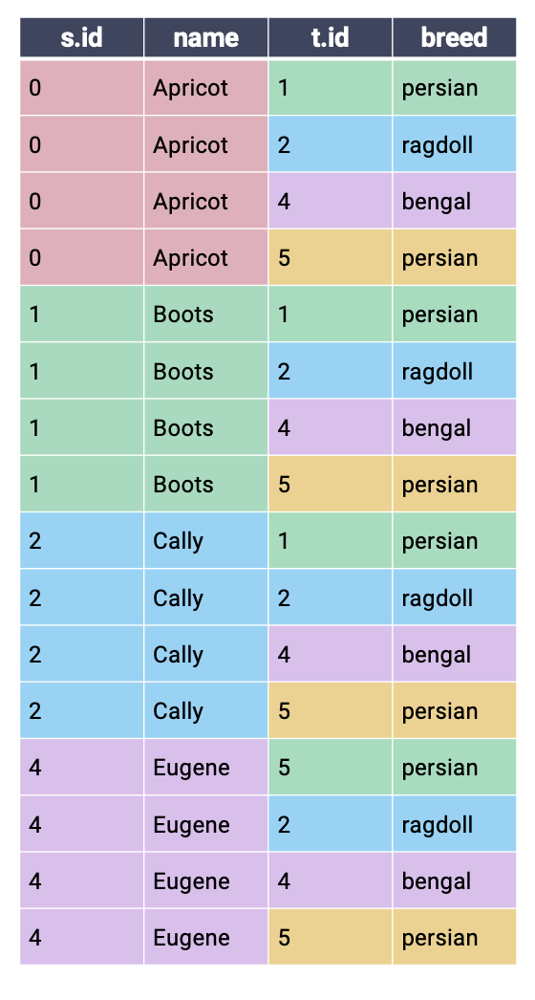 s.id name t.id breed
0 Apricot 1 persian
0 Apricot 2 ragdoll
0 Apricot 4 bengal
0 Apricot 5 persian
1 Boots 1 persian
1 Boots 2 ragdoll
1 Boots 4 bengal
1 Boots 5 persian
2 Cally 1 persian
2 Cally 2 ragdoll
2 Cally 4 bengal
2 Cally 5 persian
4 Eugene 5 persian
4 Eugene 2 ragdoll
4 Eugene 4 bengal
4 Eugene 5 persian